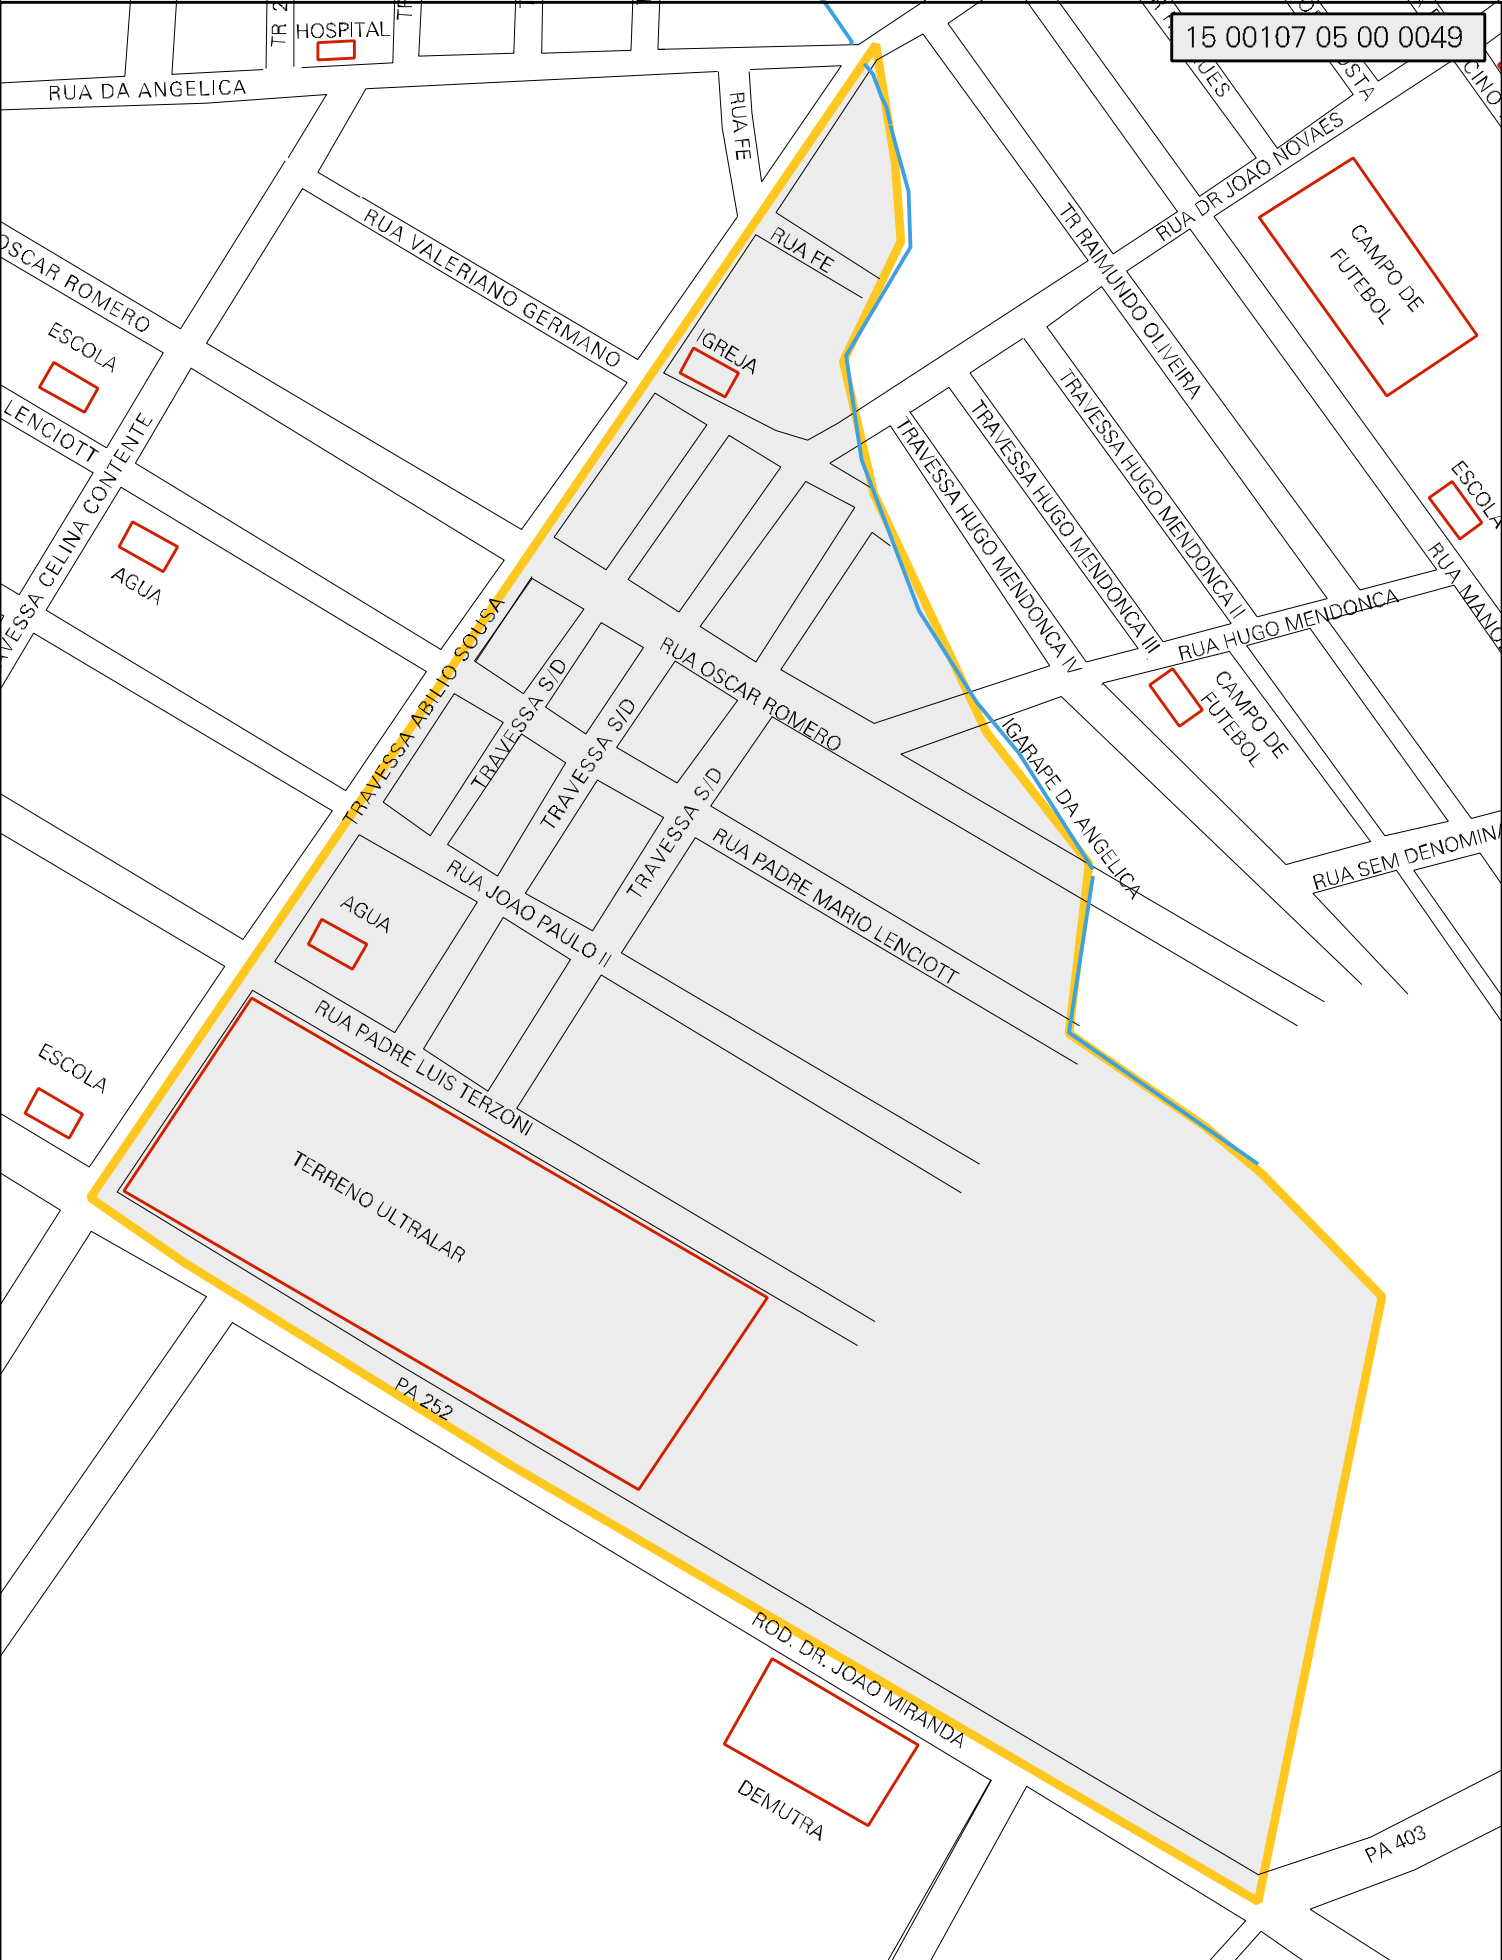 15 00107 05 00 0049
TR 2
HOSPITAL
RUA DA ANGELICA
RUA FE
RUA DR JOAO NOVAES
TR RAIMUNDO OLIVEIRA
CAMPO DE
FUTEBOL
RUA VALERIANO GERMANO
RUA FE
OSCAR ROMERO
ESCOLA
LENCIOTT
IGREJA
TRAVESSA HUGO MENDONCA II
TRAVESSA HUGO MENDONCA III
TRAVESSA HUGO MENDONCA IV
ESCOLA
AGUA
RUA HUGO MENDONCA
CAMPO DE
FUTEBOL
TRAVESSA ABILIO SOUSA
TRAVESSA S/D
TRAVESSA S/D
TRAVESSA S/D
RUA OSCAR ROMERO
IGARAPE DA ANGELICA
RUA SEM DENOMINA
RUA PADRE MARIO LENCIOTT
RUA JOAO PAULO II
AGUA
RUA PADRE LUIS TERZONI
ESCOLA
TERRENO ULTRALAR
PA 252
ROD. DR. JOAO MIRANDA
DEMUTRA
PA 403
AVESSA CELINA CONTENTE